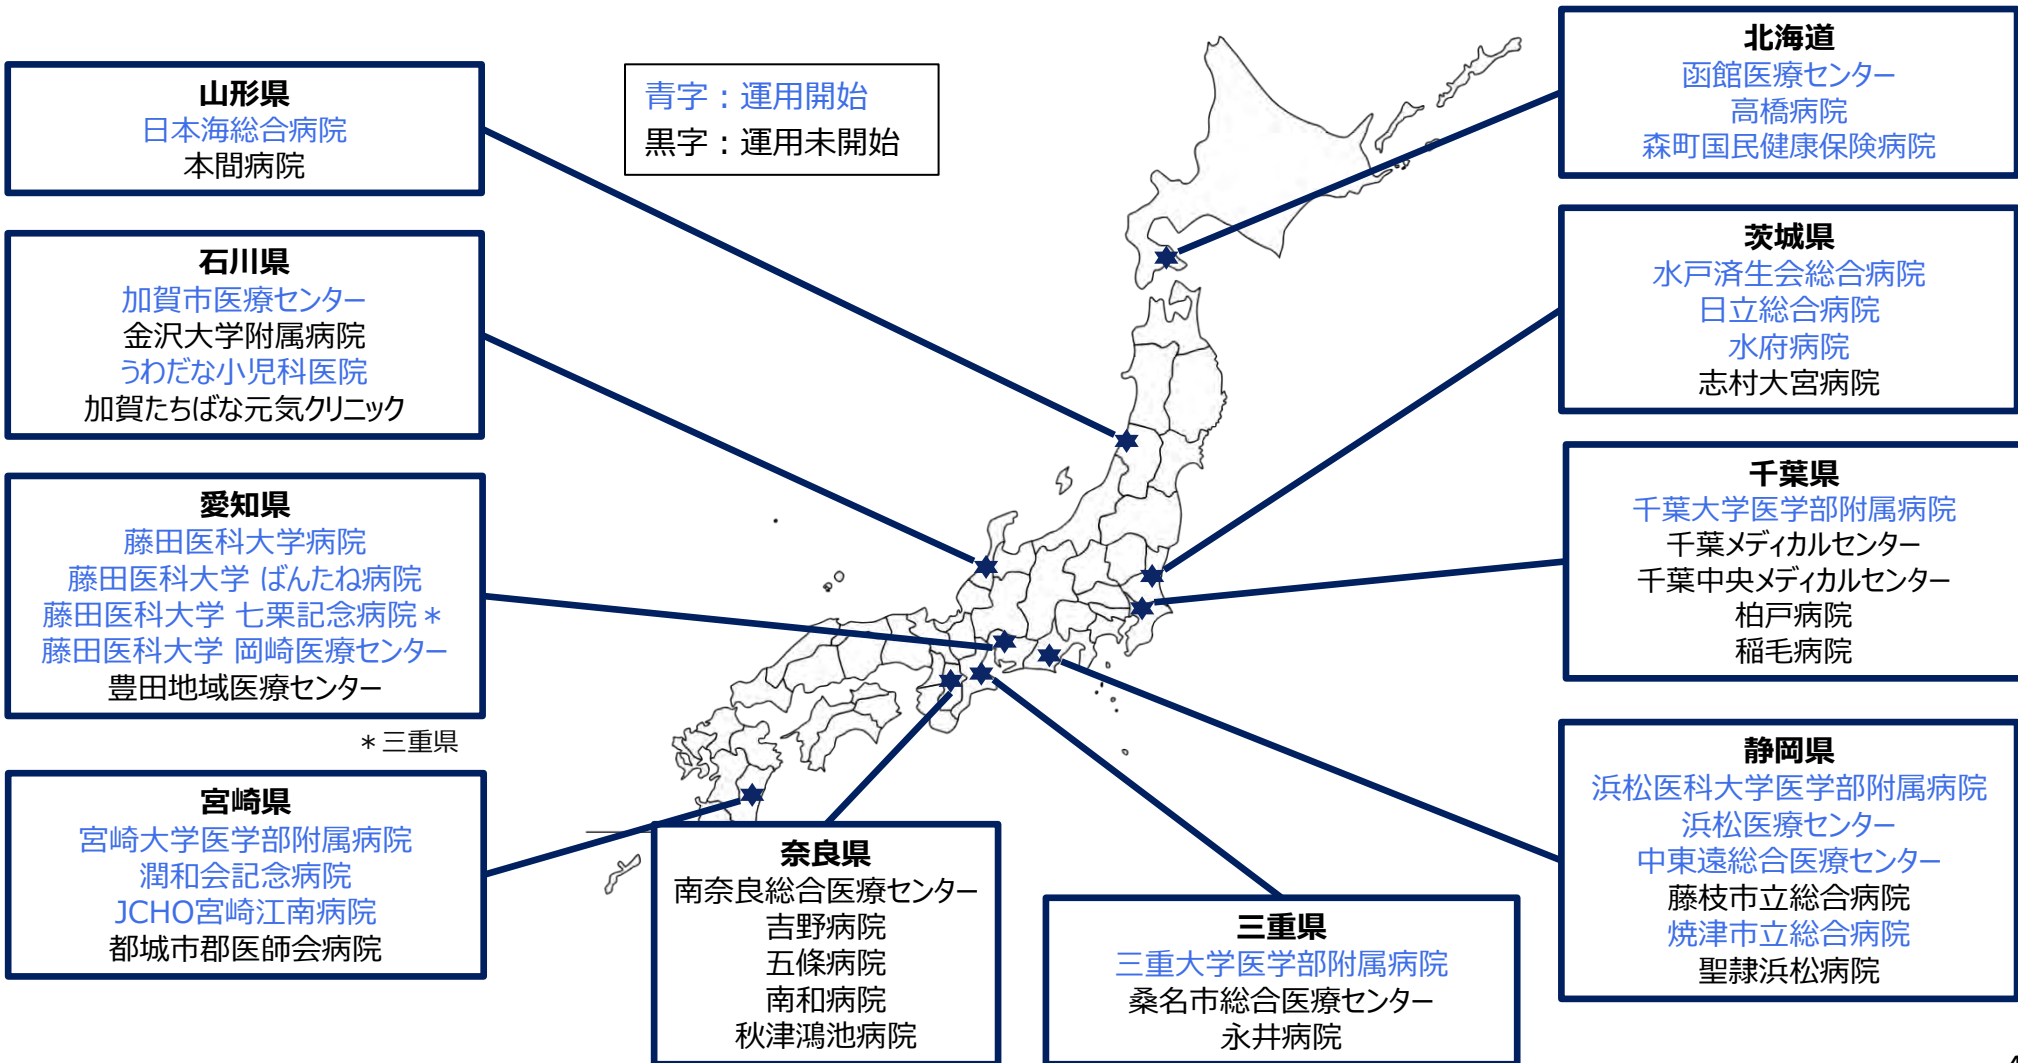 山形県
日本海総合病院
本間病院
青字：運用開始
黒字：運用未開始
北海道
函館医療センター
高橋病院
森町国民健康保険病院
石川県
加賀市医療センター
金沢大学附属病院
うわだな小児科医院
加賀たちばな元気クリニック
茨城県
水戸済生会総合病院
日立総合病院
水府病院
志村大宮病院
愛知県
藤田医科大学病院
藤田医科大学 ばんたね病院
藤田医科大学 七栗記念病院＊
藤田医科大学 岡崎医療センター
豊田地域医療センター
＊三重県
千葉県
千葉大学医学部附属病院
千葉メディカルセンター
千葉中央メディカルセンター
柏戸病院
稲毛病院
宮崎県
宮崎大学医学部附属病院
潤和会記念病院
JCHO宮崎江南病院
都城市郡医師会病院
奈良県
南奈良総合医療センター
吉野病院
五條病院
南和病院
秋津鴻池病院
三重県
三重大学医学部附属病院
桑名市総合医療センター
永井病院
静岡県
浜松医科大学医学部附属病院
浜松医療センター
中東遠総合医療センター
藤枝市立総合病院
焼津市立総合病院
聖隷浜松病院